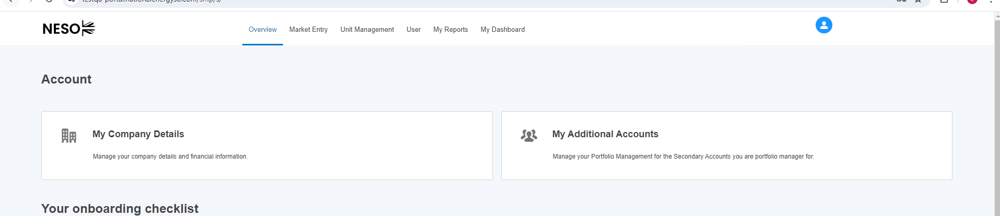 NESO
Overview Market Entry Unit Management User My Reports My Dashboard
Account
My Company Details
Manage your company details and financial information.
My Additional Accounts
Manage your Portfolio Management for the Secondary Accounts you are portfolio manager for.
Your onboarding checklist